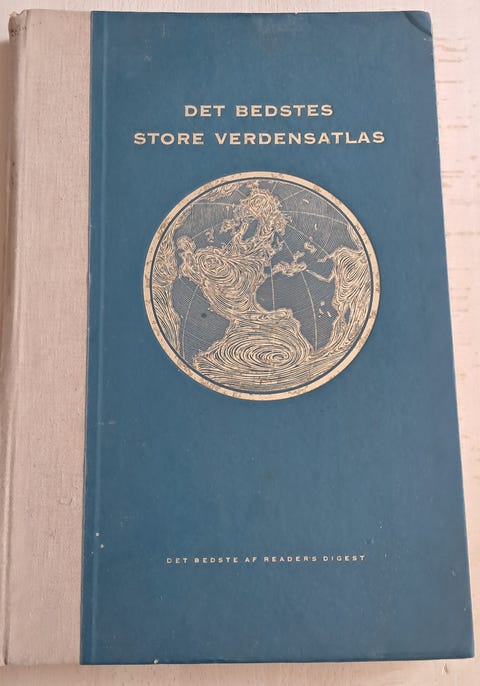 DET BEDSTES
STORE VERDENSATLAS
DET BEDSTE AF READER'S DIGEST